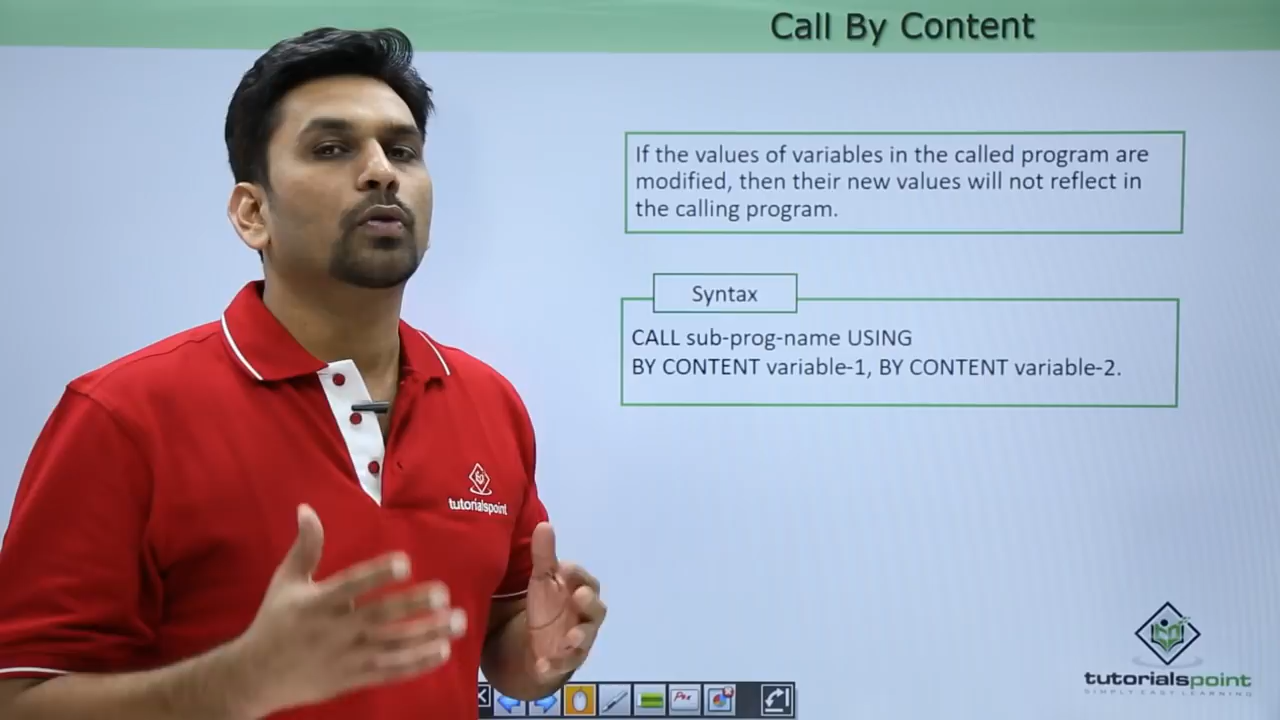 Call By Content
If the values of variables in the called program are
modified, then their new values will not reflect in
the calling program.
Syntax
CALL sub-prog-name USING
BY CONTENT variable-1, BY CONTENT variable-2.
tutorialspoint
tutorialspoint
SIMPLY EASY LEARNING